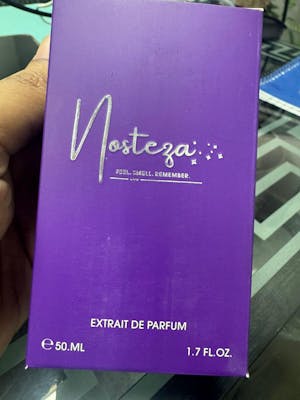 Nosteza
FEEL. SMELL. REMEMBER.
EXTRAIT DE PARFUM
℮ 50.ML
1.7 FL.OZ.